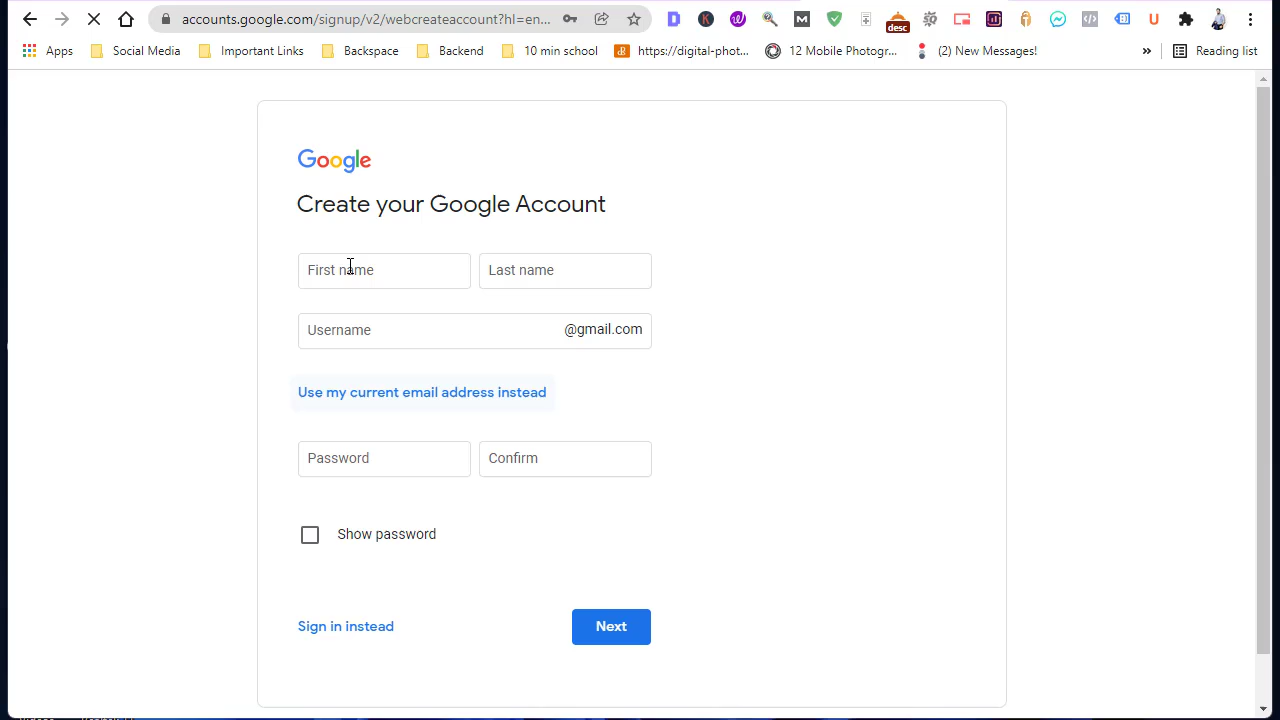 accounts.google.com/signup/v2/webcreateaccount?hl=en...
desc
Apps Social Media Important Links Backspace Backend 10 min school https://digital-phot... 12 Mobile Photogr... (2) New Messages! » Reading list
Google
Create your Google Account
First name Last name
Username @gmail.com
Use my current email address instead
Password Confirm
Show password
Sign in instead Next